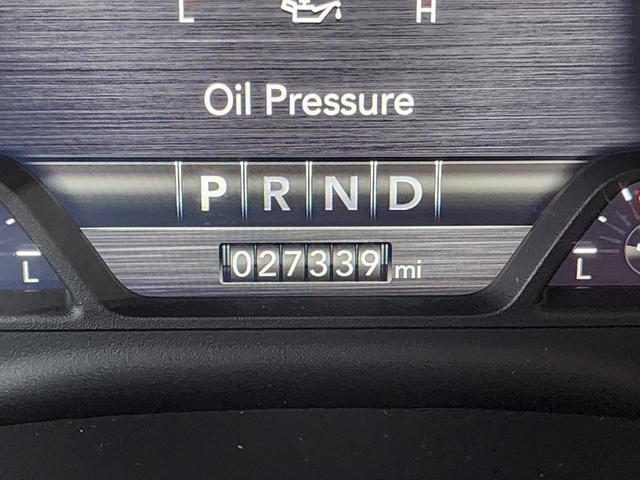 L H
Oil Pressure
P R N D
027339 mi
L L